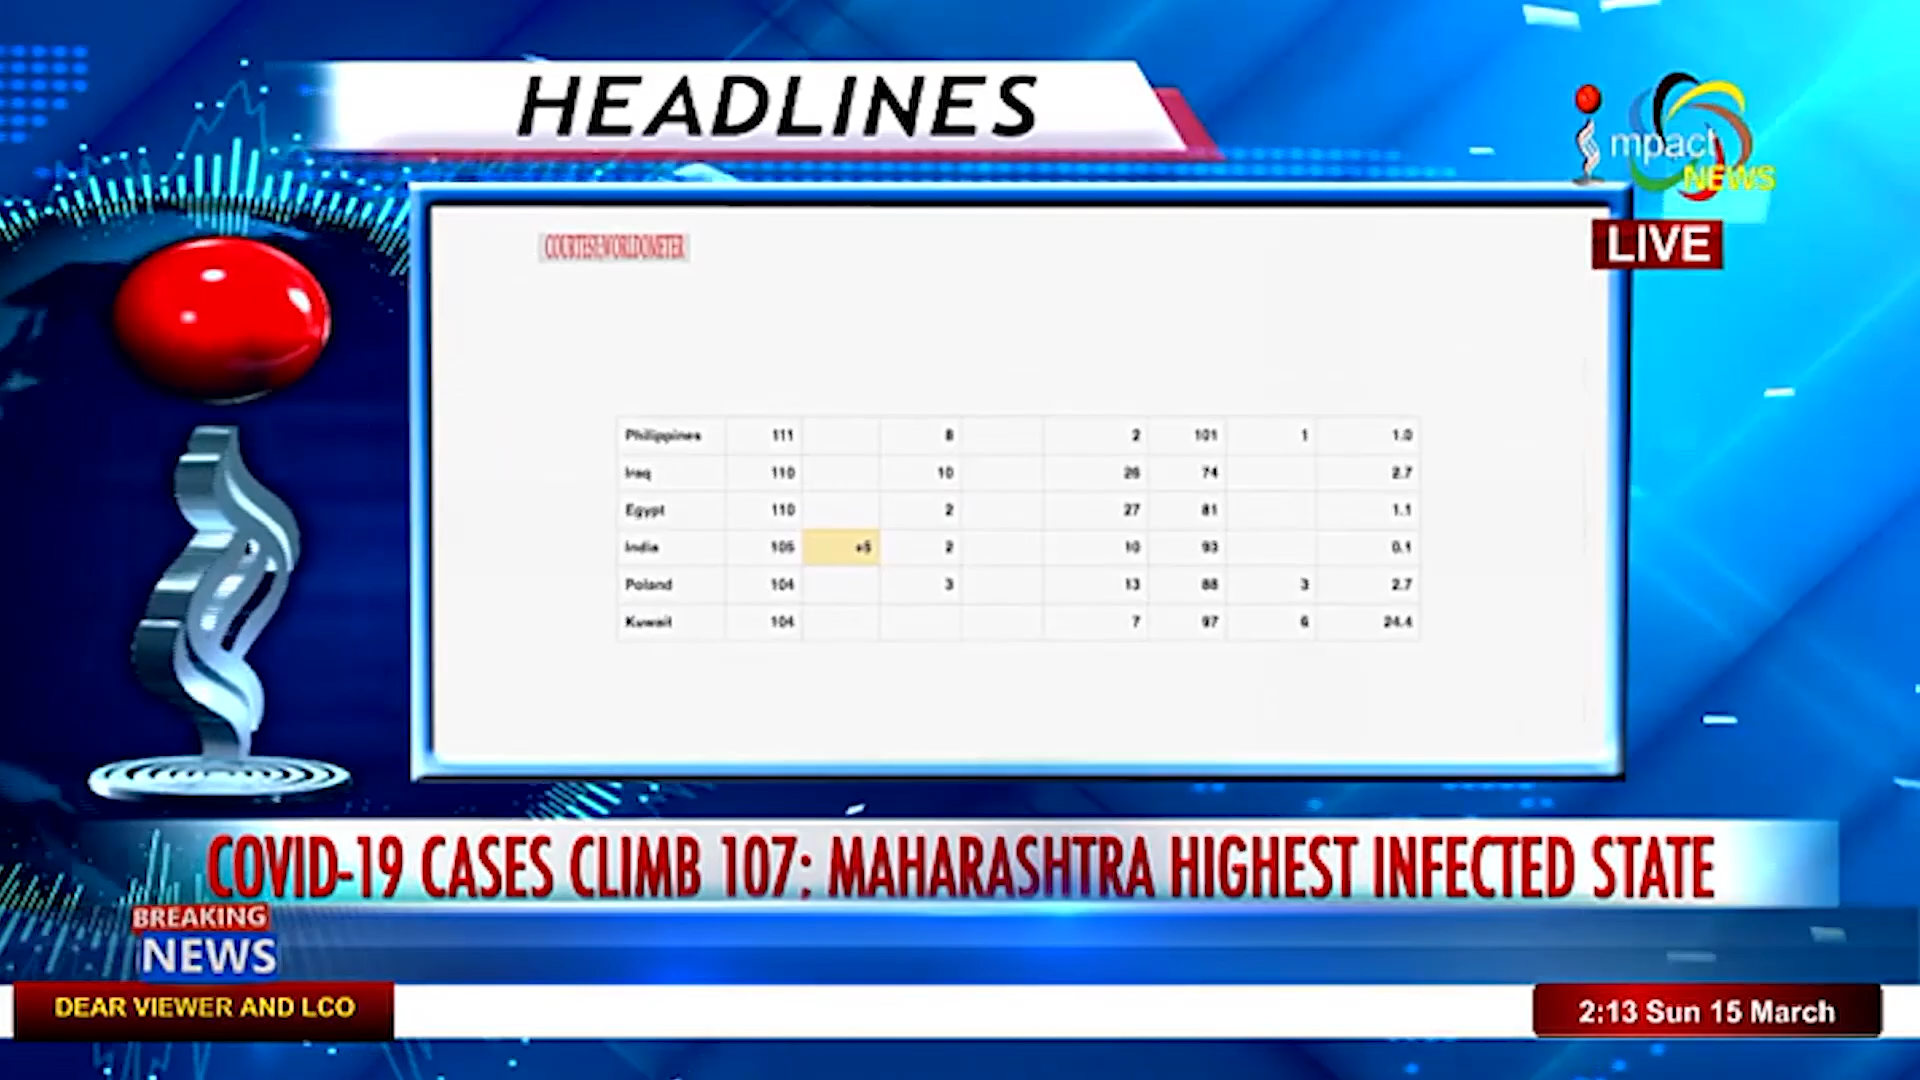 HEADLINES
mpact
NEWS
LIVE
COURTESY:WORLDOMETER
Philippines 111 8 2 101 1 1.0
Iraq 110 10 26 74 2.7
Egypt 110 2 27 81 1.1
India 105 +5 2 10 93 0.1
Poland 104 3 13 88 3 2.7
Kuwait 104 7 97 6 24.4
COVID-19 CASES CLIMB 107; MAHARASHTRA HIGHEST INFECTED STATE
BREAKING
NEWS
DEAR VIEWER AND LCO
2:13 Sun 15 March